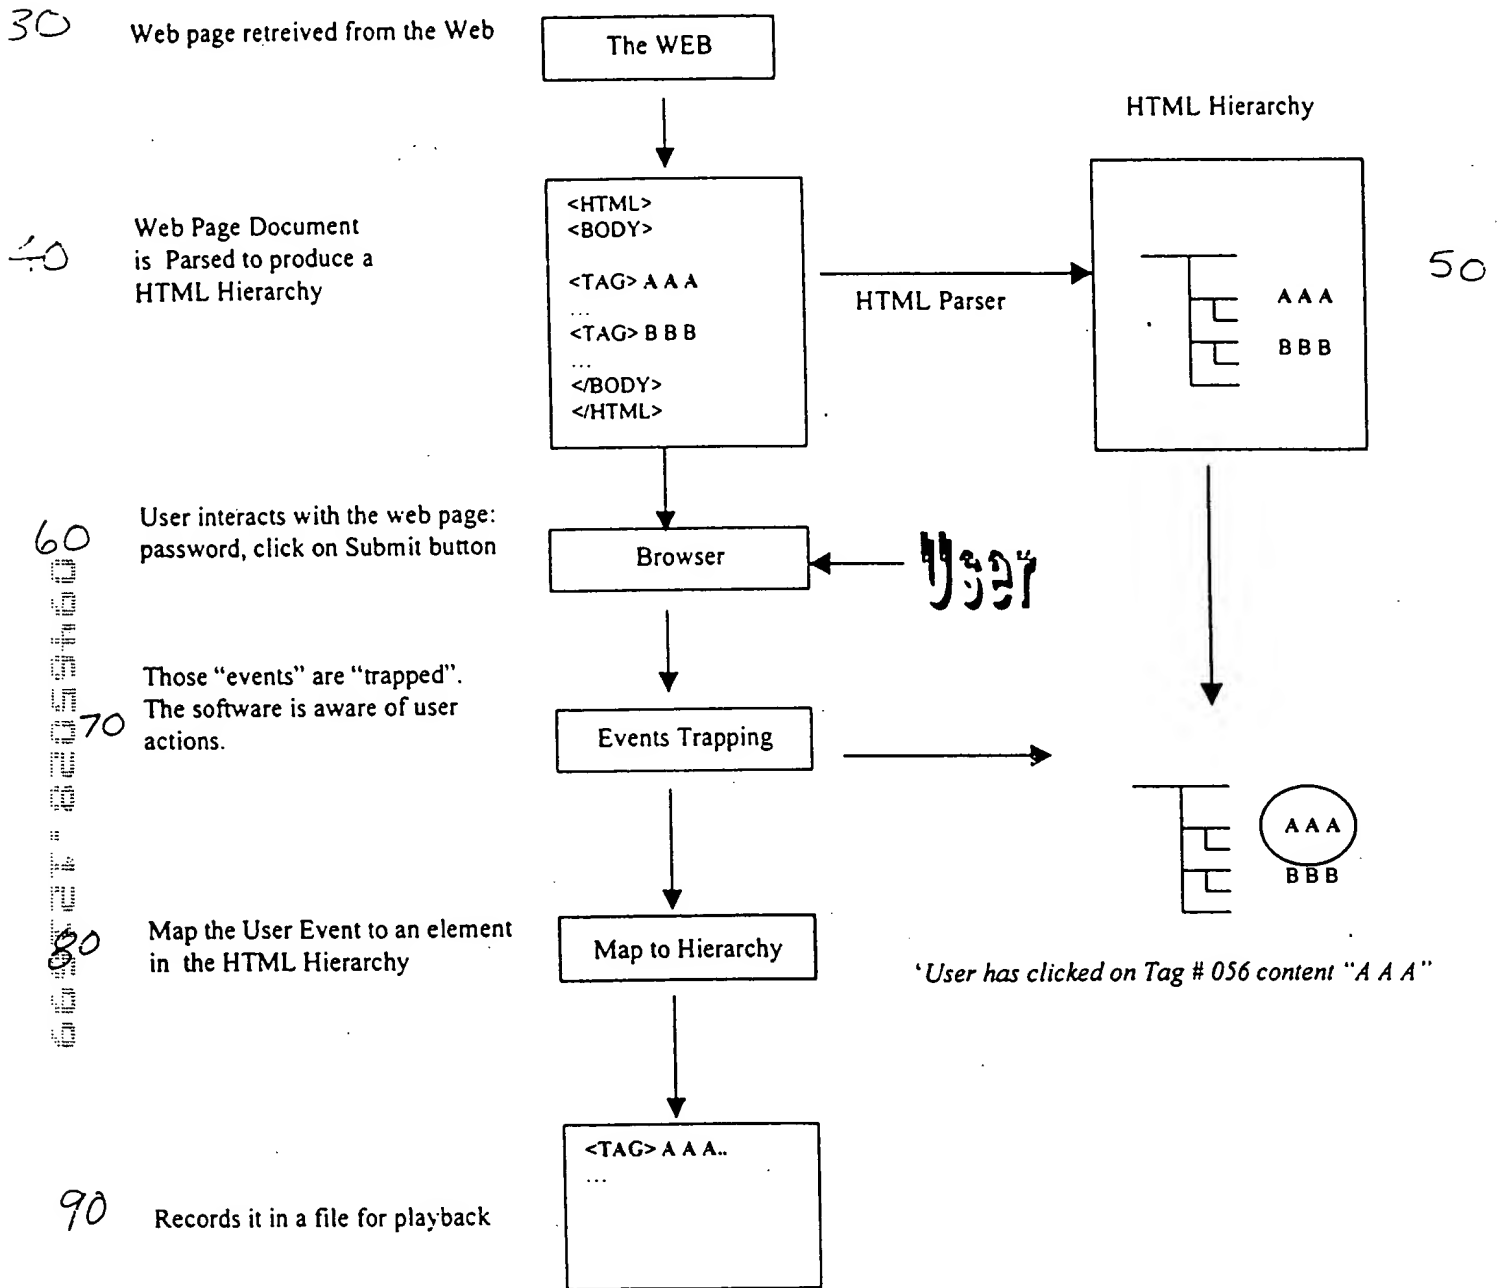 30
Web page retreived from the Web
The WEB
HTML Hierarchy
40
Web Page Document
is Parsed to produce a
HTML Hierarchy
<HTML>
<BODY>
<TAG> A A A
...
<TAG> B B B
...
</BODY>
</HTML>
HTML Parser
A A A
B B B
50
60
User interacts with the web page:
password, click on Submit button
Browser
User
70
Those "events" are "trapped".
The software is aware of user
actions.
Events Trapping
A A A
B B B
80
Map the User Event to an element
in the HTML Hierarchy
Map to Hierarchy
'User has clicked on Tag # 056 content "A A A"
90
Records it in a file for playback
<TAG> A A A..
...